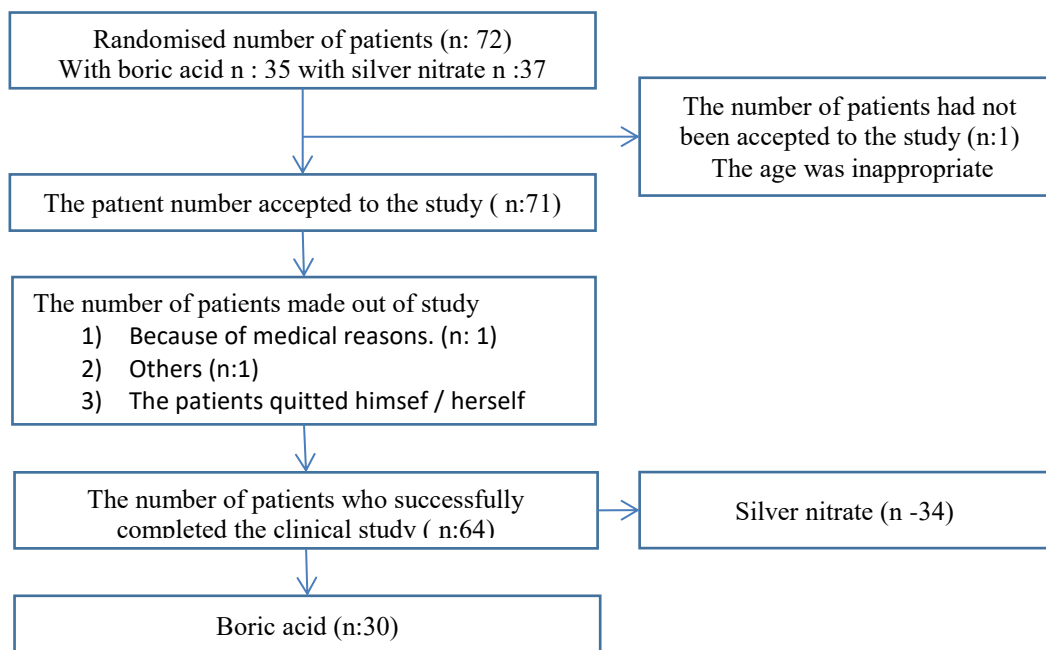 Randomised number of patients (n: 72)
With boric acid n : 35 with silver nitrate n :37
The number of patients had not
been accepted to the study (n:1)
The age was inappropriate
The patıent number accepted to the study ( n:71)
The number of patients made out of study
1) Because of medical reasons. (n: 1)
2) Others (n:1)
3) The patients quitted himsef / herself
The number of patients who successfully
completed the clinical study ( n:64)
Silver nitrate (n -34)
Boric acid (n:30)